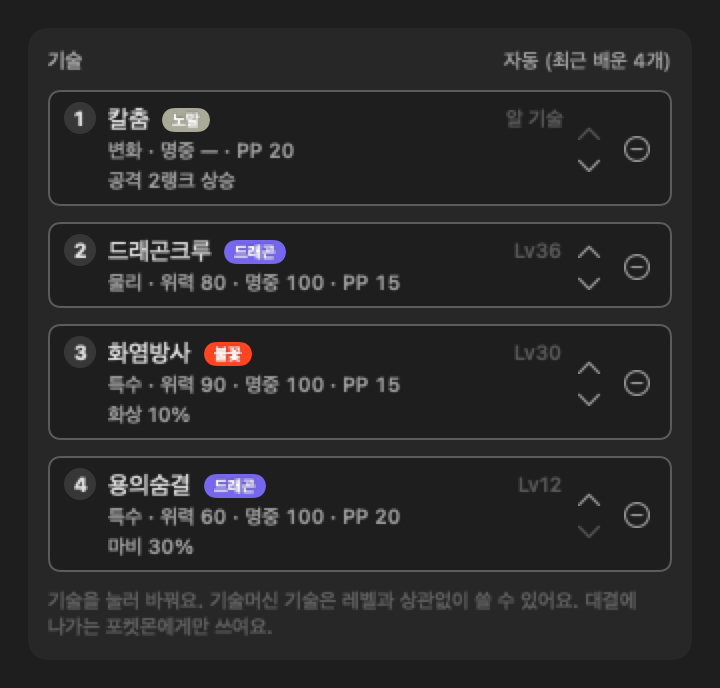 기술 자동 (최근 배운 4개)
1 칼춤 노말 알 기술
변화 · 명중 — · PP 20
공격 2랭크 상승
2 드래곤크루 드래곤 Lv36
물리 · 위력 80 · 명중 100 · PP 15
3 화염방사 불꽃 Lv30
특수 · 위력 90 · 명중 100 · PP 15
화상 10%
4 용의숨결 드래곤 Lv12
특수 · 위력 60 · 명중 100 · PP 20
마비 30%
기술을 눌러 바꿔요. 기술머신 기술은 레벨과 상관없이 쓸 수 있어요. 대결에
나가는 포켓몬에게만 쓰여요.